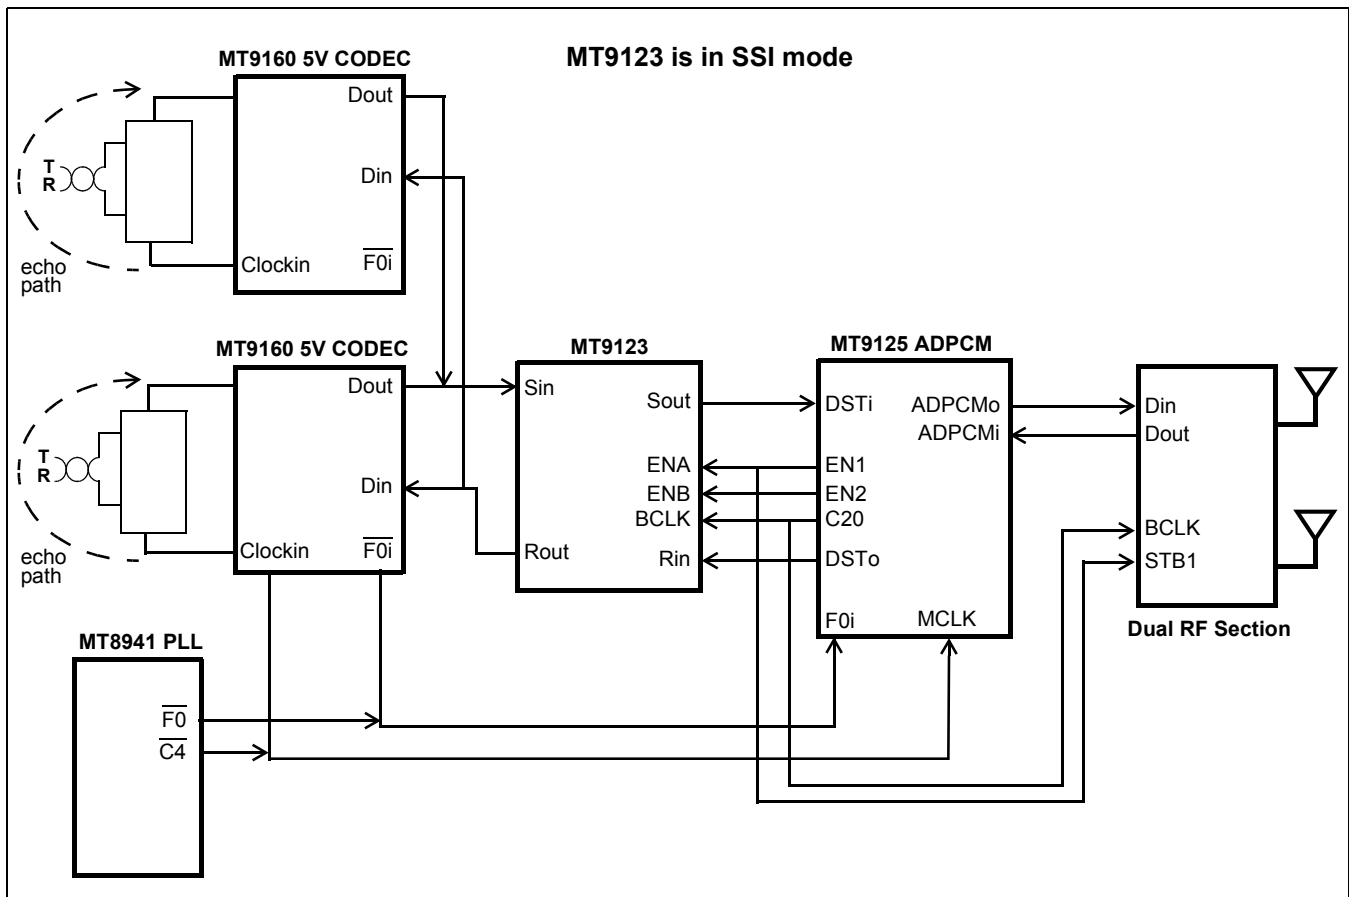 MT9160 5V CODEC
MT9123 is in SSI mode
Dout
Din
Clockin
F0i
T
R
echo
path
MT9160 5V CODEC
Dout
Din
Clockin
F0i
T
R
echo
path
MT9123
Sin
Sout
ENA
ENB
BCLK
Rout
Rin
MT9125 ADPCM
DSTi
ADPCMo
ADPCMi
EN1
EN2
C20
DSTo
F0i
MCLK
Din
Dout
BCLK
STB1
Dual RF Section
MT8941 PLL
F0
C4